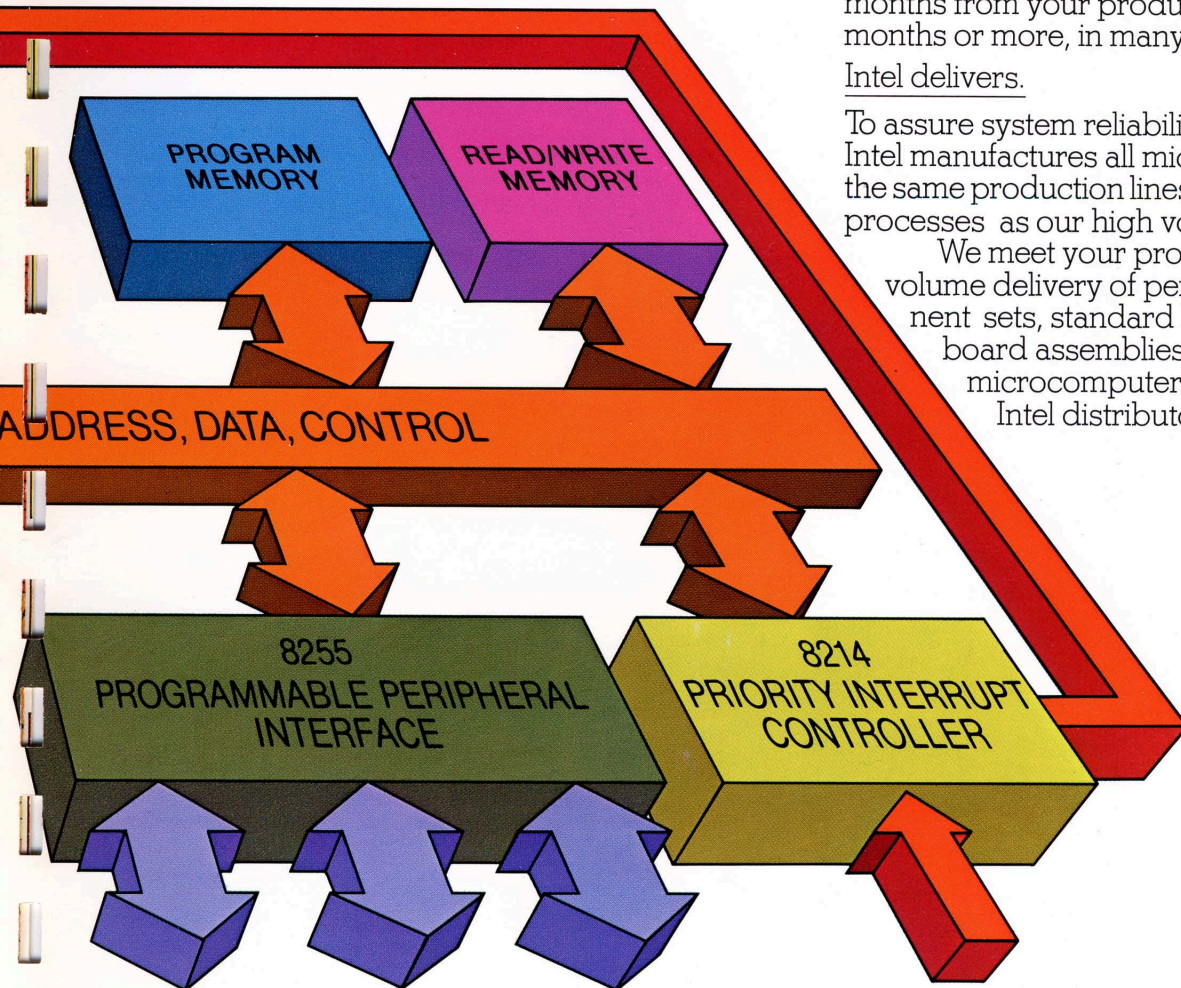 months from your produ
months or more, in many
Intel delivers.
To assure system reliabili
Intel manufactures all mic
the same production lines
processes as our high vo
We meet your pro
volume delivery of per
nent sets, standard
board assemblies
microcomputer
Intel distributo
PROGRAM
MEMORY
READ/WRITE
MEMORY
ADDRESS, DATA, CONTROL
8255
PROGRAMMABLE PERIPHERAL
INTERFACE
8214
PRIORITY INTERRUPT
CONTROLLER